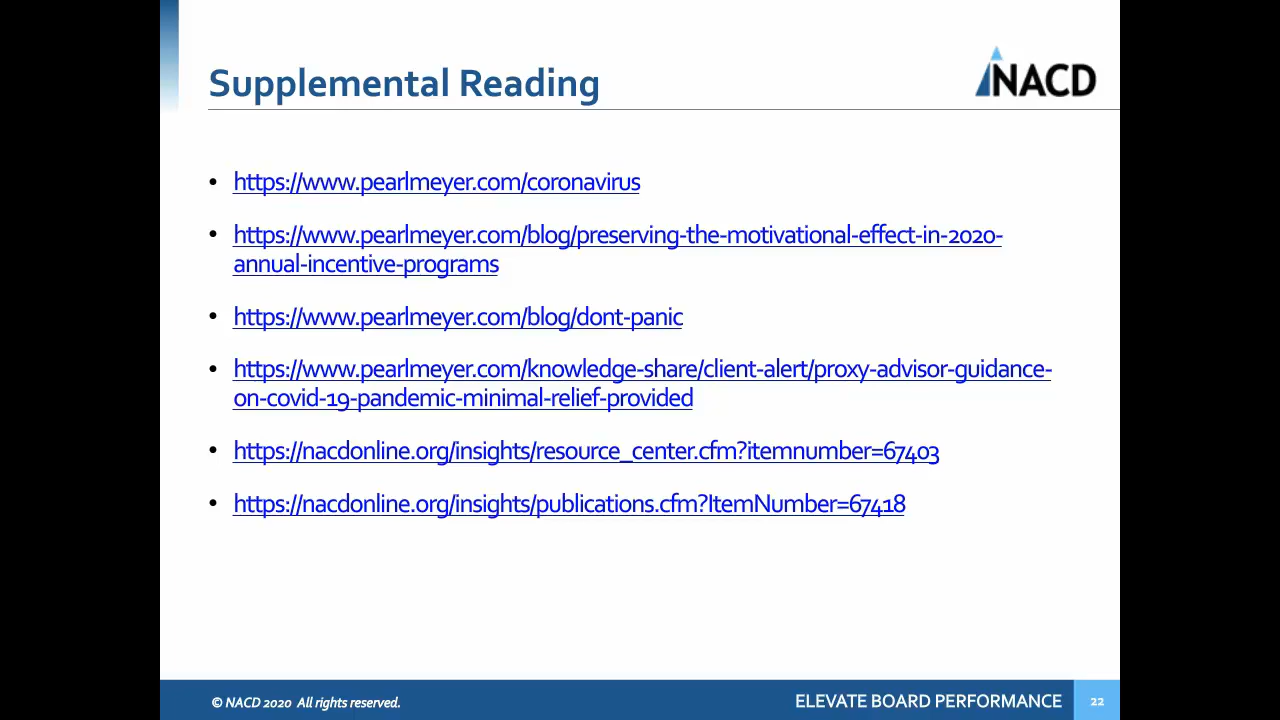 Supplemental Reading
NACD
• https://www.pearlmeyer.com/coronavirus
• https://www.pearlmeyer.com/blog/preserving-the-motivational-effect-in-2020-
annual-incentive-programs
• https://www.pearlmeyer.com/blog/dont-panic
• https://www.pearlmeyer.com/knowledge-share/client-alert/proxy-advisor-guidance-
on-covid-19-pandemic-minimal-relief-provided
• https://nacdonline.org/insights/resource_center.cfm?itemnumber=67403
• https://nacdonline.org/insights/publications.cfm?ItemNumber=67418
© NACD 2020 All rights reserved.
ELEVATE BOARD PERFORMANCE
22